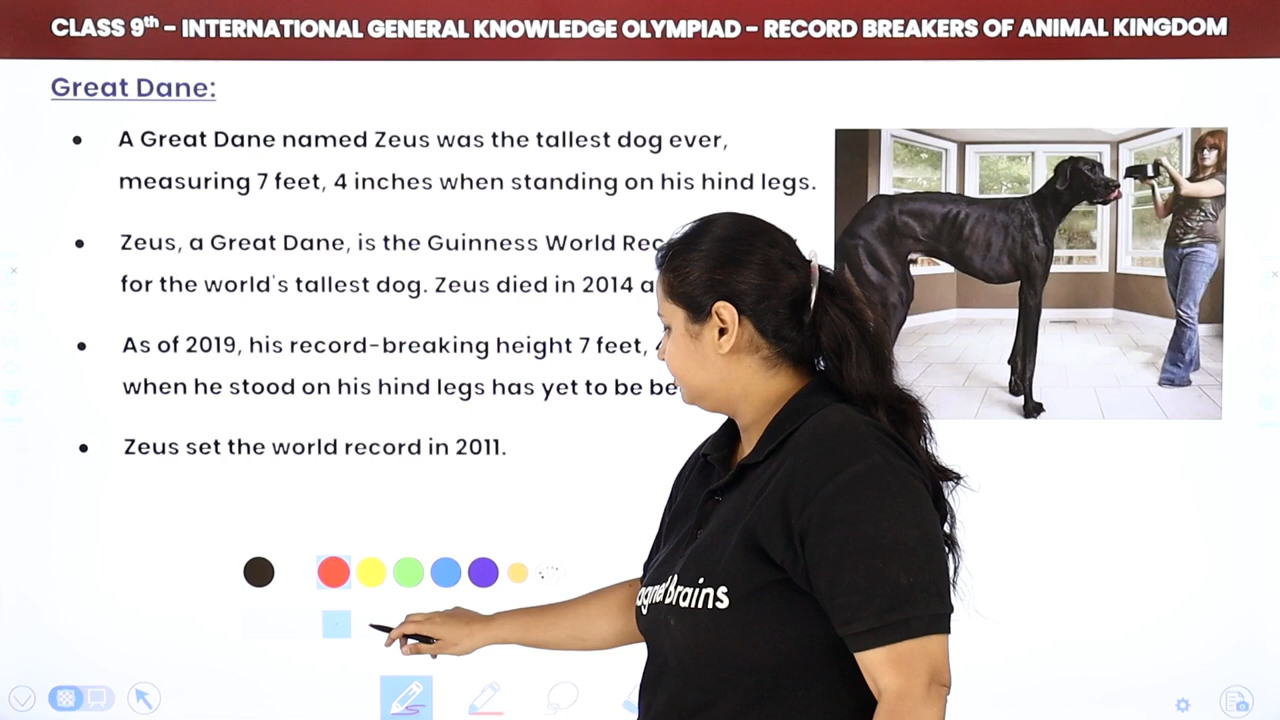 CLASS 9th - INTERNATIONAL GENERAL KNOWLEDGE OLYMPIAD - RECORD BREAKERS OF ANIMAL KINGDOM
Great Dane:
• A Great Dane named Zeus was the tallest dog ever,
measuring 7 feet, 4 inches when standing on his hind legs.
• Zeus, a Great Dane, is the Guinness World
for the world's tallest dog. Zeus died in 2014
• As of 2019, his record-breaking height 7 feet,
when he stood on his hind legs has yet to be
• Zeus set the world record in 2011.
Brains